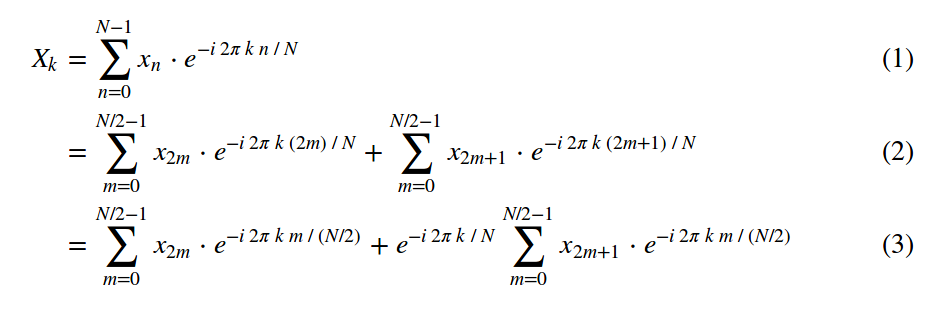 X_k = \sum_{n=0}^{N-1} x_n \cdot e^{-i 2\pi k n / N} (1)
= \sum_{m=0}^{N/2-1} x_{2m} \cdot e^{-i 2\pi k (2m) / N} + \sum_{m=0}^{N/2-1} x_{2m+1} \cdot e^{-i 2\pi k (2m+1) / N} (2)
= \sum_{m=0}^{N/2-1} x_{2m} \cdot e^{-i 2\pi k m / (N/2)} + e^{-i 2\pi k / N} \sum_{m=0}^{N/2-1} x_{2m+1} \cdot e^{-i 2\pi k m / (N/2)} (3)